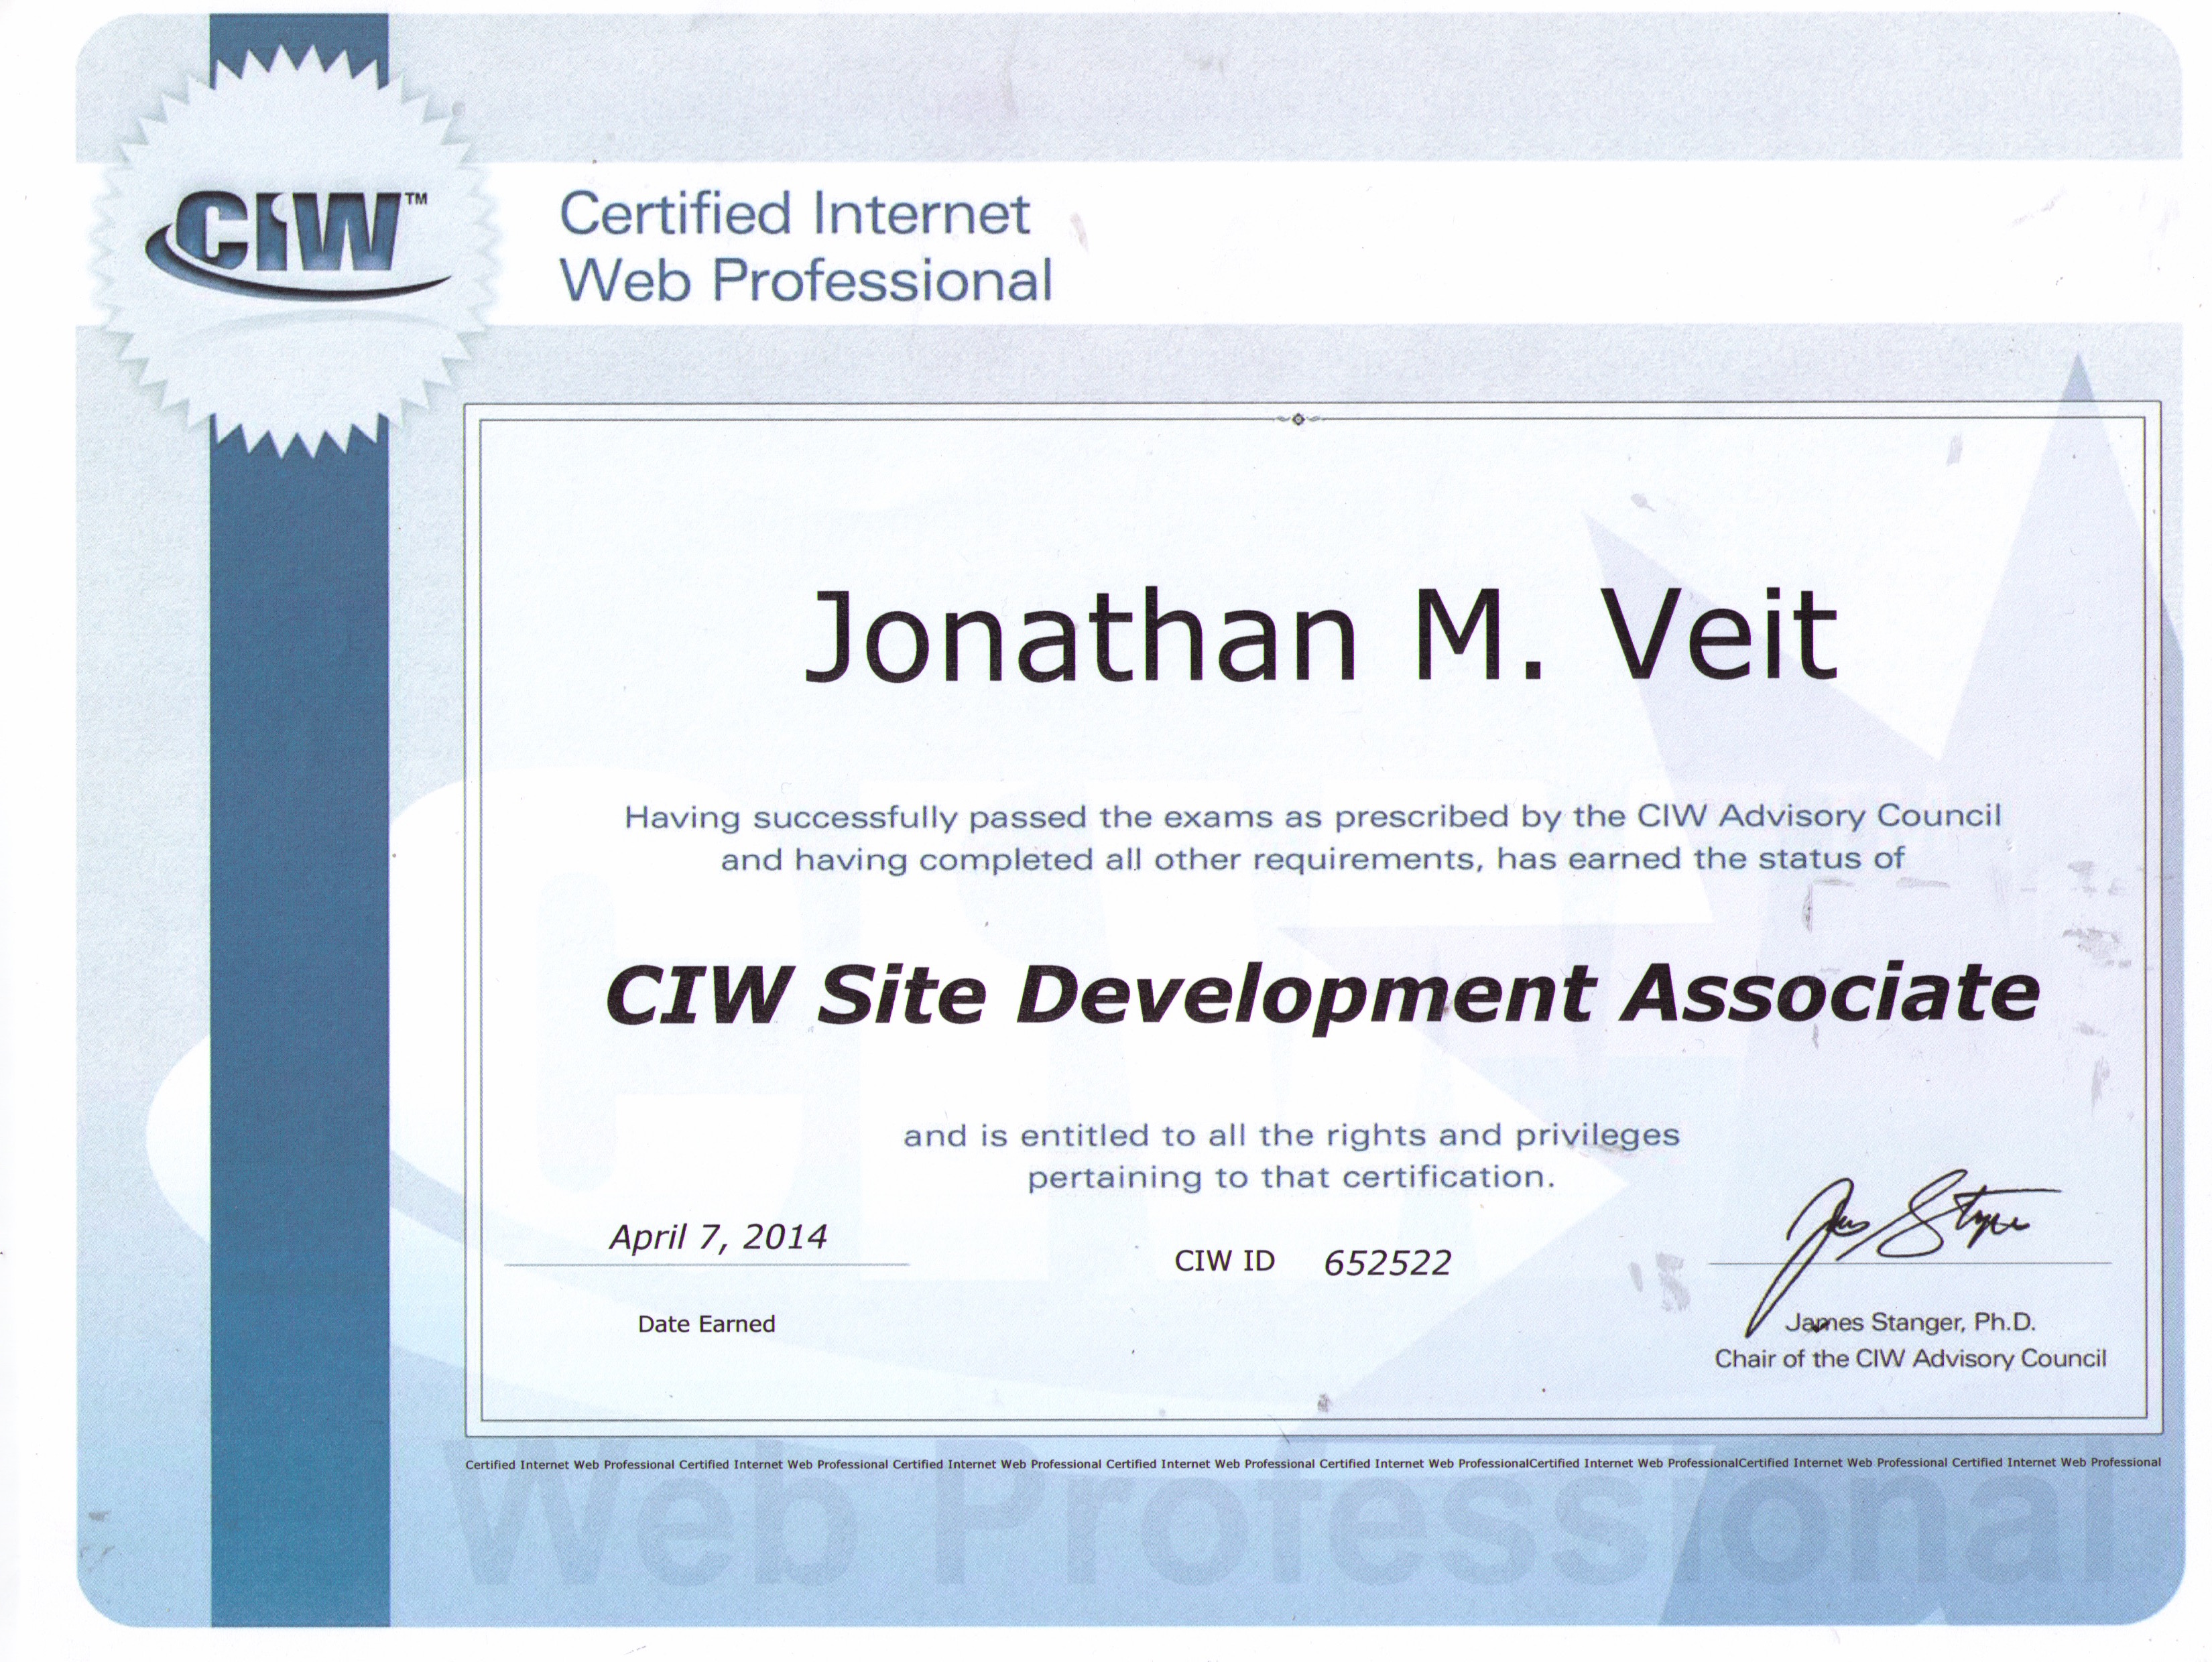 CIW™
Certified Internet
Web Professional
Jonathan M. Veit
Having successfully passed the exams as prescribed by the CIW Advisory Council
and having completed all other requirements, has earned the status of
CIW Site Development Associate
and is entitled to all the rights and privileges
pertaining to that certification.
April 7, 2014
Date Earned
CIW ID 652522
James Stanger, Ph.D.
Chair of the CIW Advisory Council
Certified Internet Web Professional Certified Internet Web Professional Certified Internet Web Professional Certified Internet Web Professional Certified Internet Web ProfessionalCertified Internet Web ProfessionalCertified Internet Web Professional Certified Internet Web Professional
Web Professional